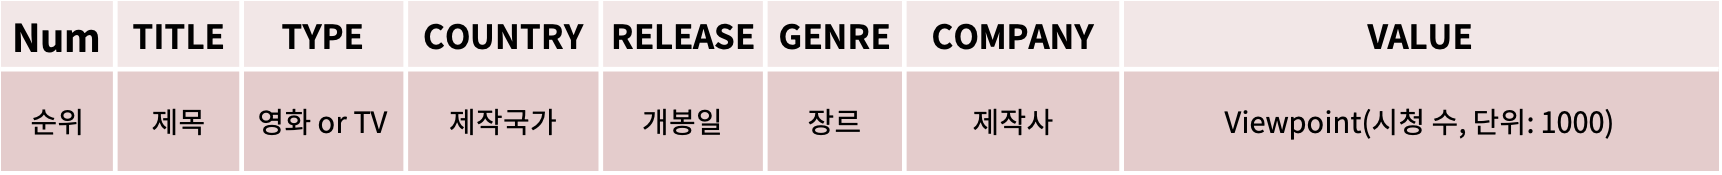 Num TITLE TYPE COUNTRY RELEASE GENRE COMPANY VALUE
순위 제목 영화 or TV 제작국가 개봉일 장르 제작사 Viewpoint(시청 수, 단위: 1000)